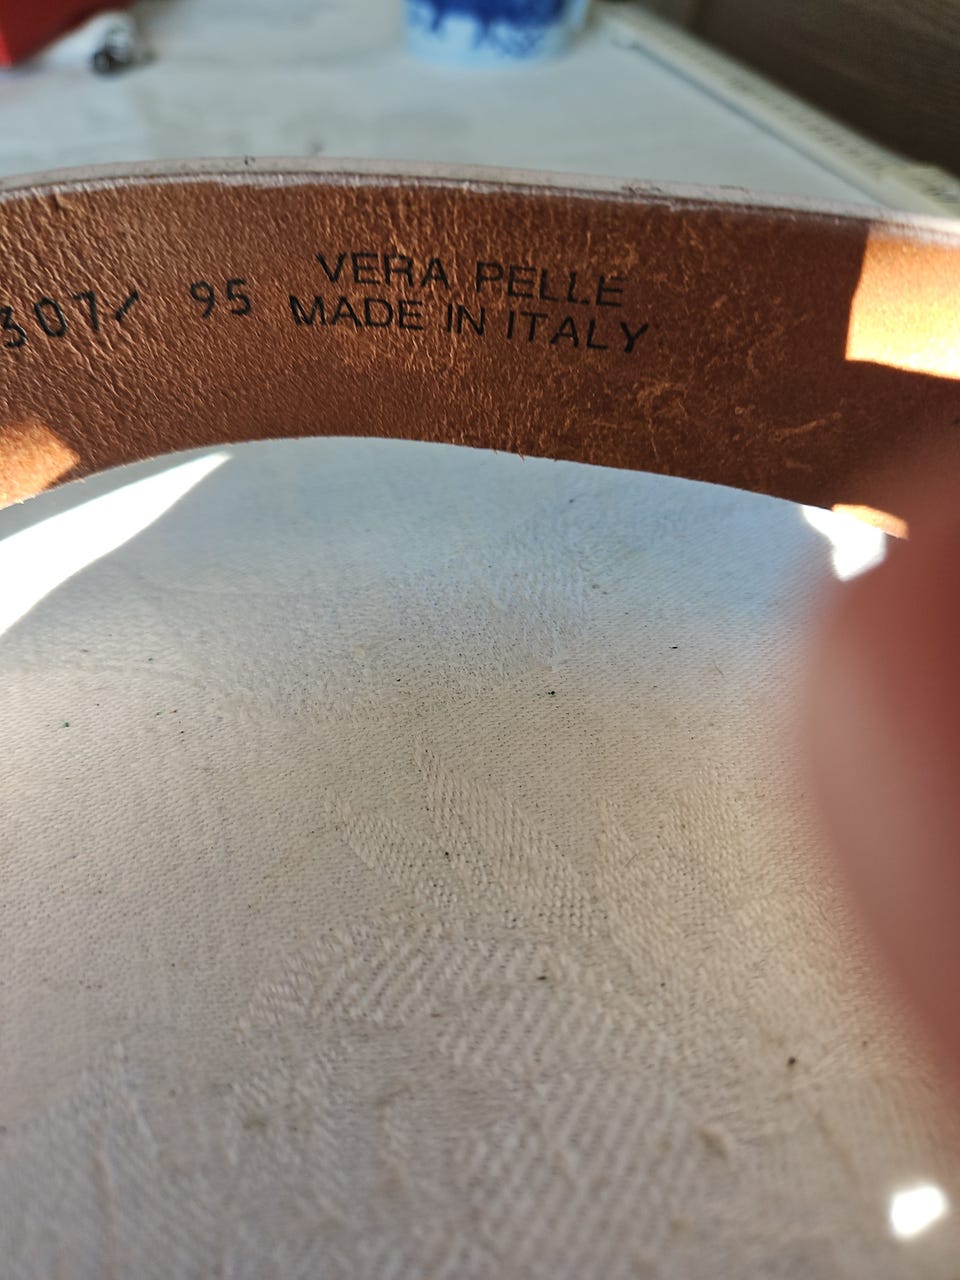 307/ 95
VERA PELLE
MADE IN ITALY